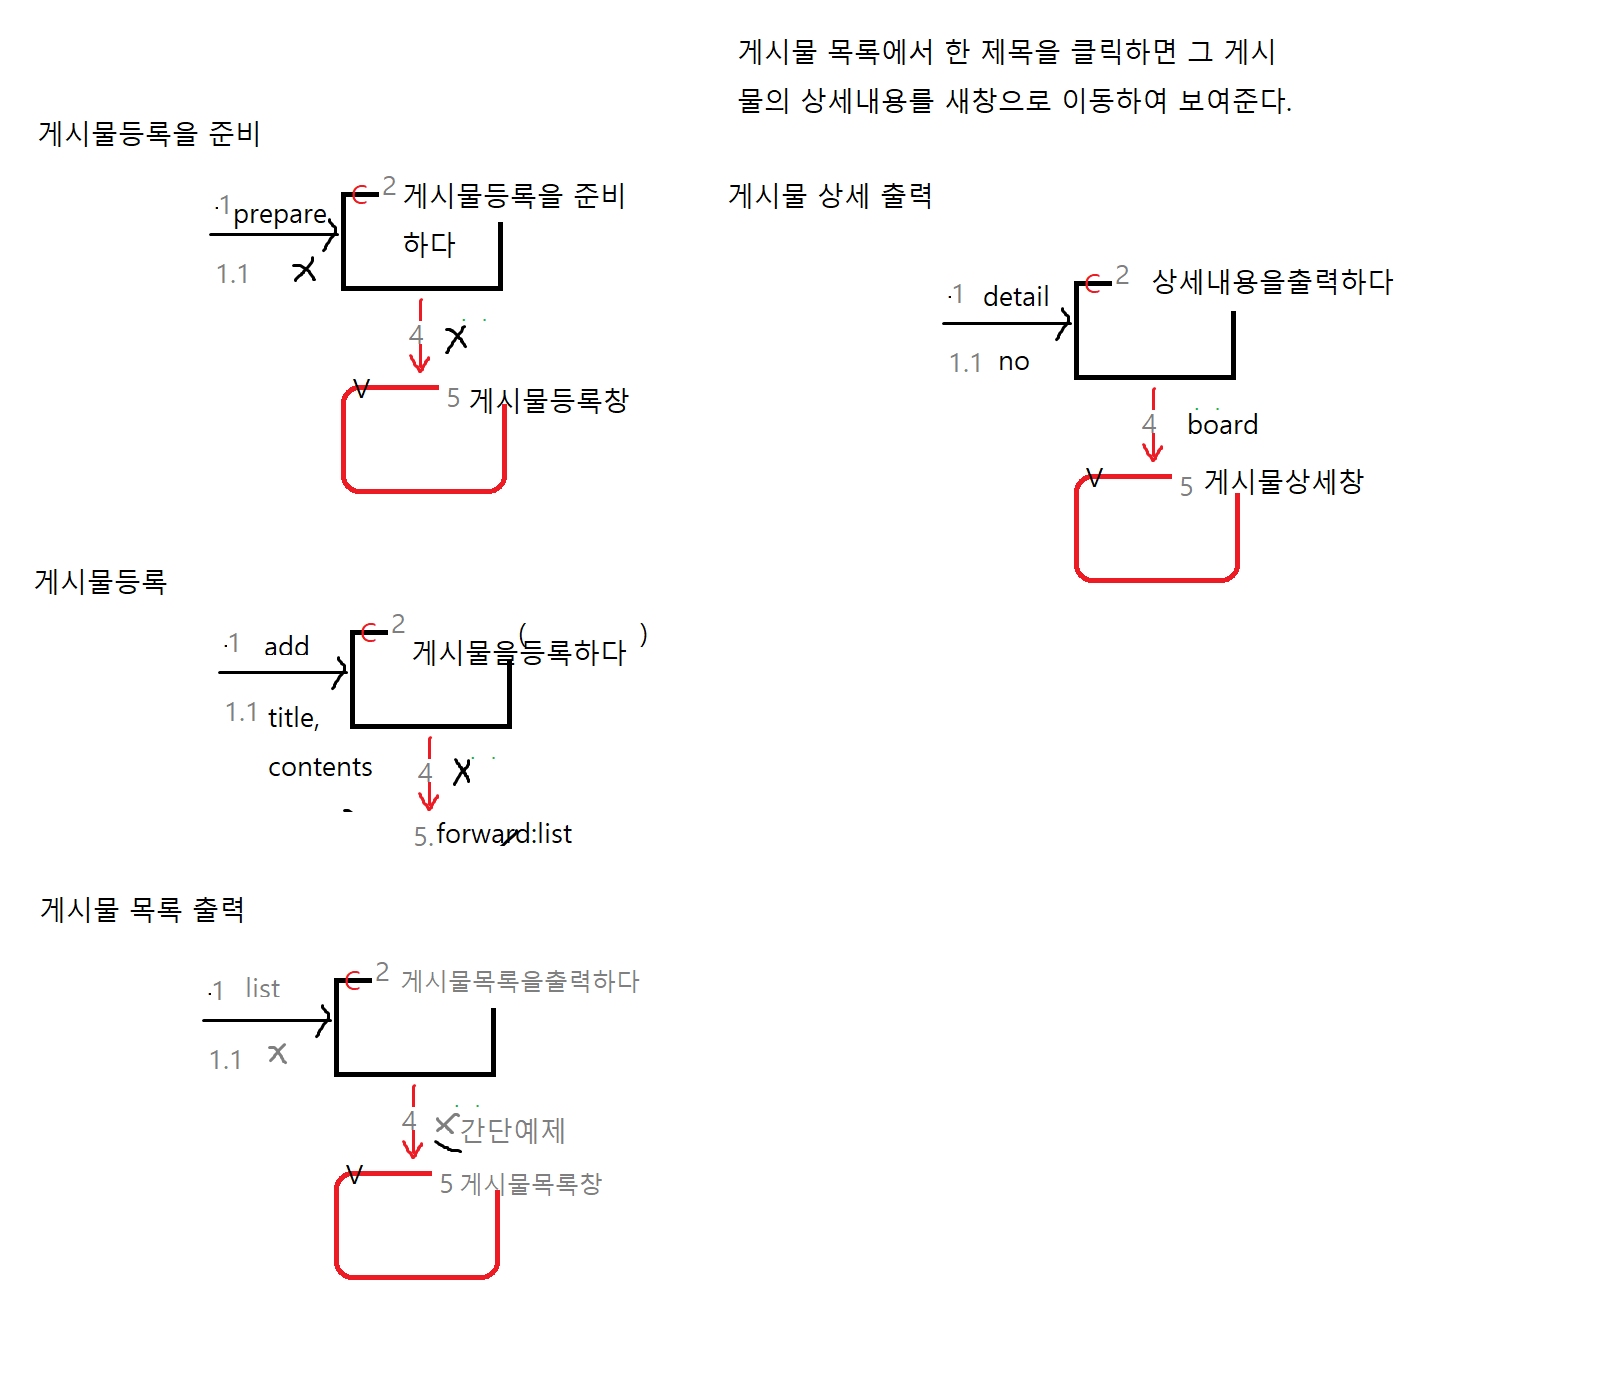 게시물등록을 준비
1 prepare
1.1 x
C 2 게시물등록을 준비
하다
4 x
V 5 게시물등록창
게시물등록
1 add
1.1 title,
contents
C 2 게시물을등록하다 ( )
4 x
5. forward:list
게시물 목록 출력
1 list
1.1 x
C 2 게시물목록을출력하다
4 x 간단예제
V 5 게시물목록창
게시물 목록에서 한 제목을 클릭하면 그 게시
물의 상세내용를 새창으로 이동하여 보여준다.
게시물 상세 출력
1 detail
1.1 no
C 2 상세내용을출력하다
4 board
V 5 게시물상세창